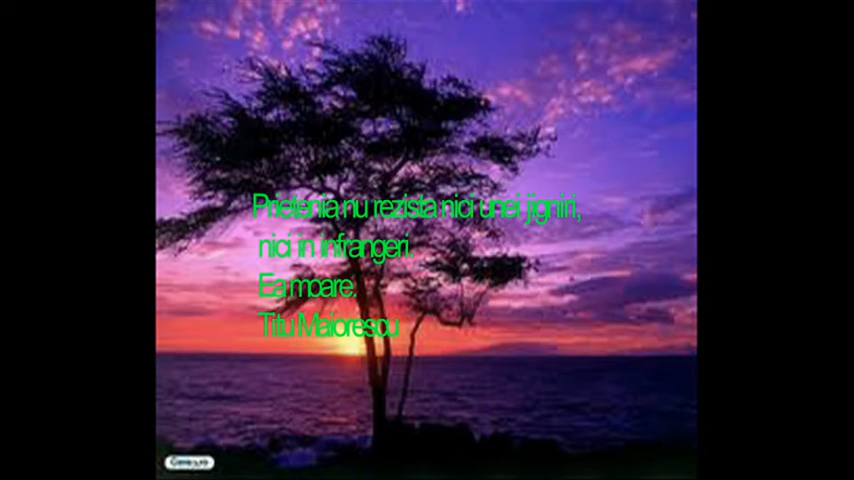 Prietenia nu rezista nici unei jigniri,
nici in infrangeri.
Ea moare.
Titu Maiorescu